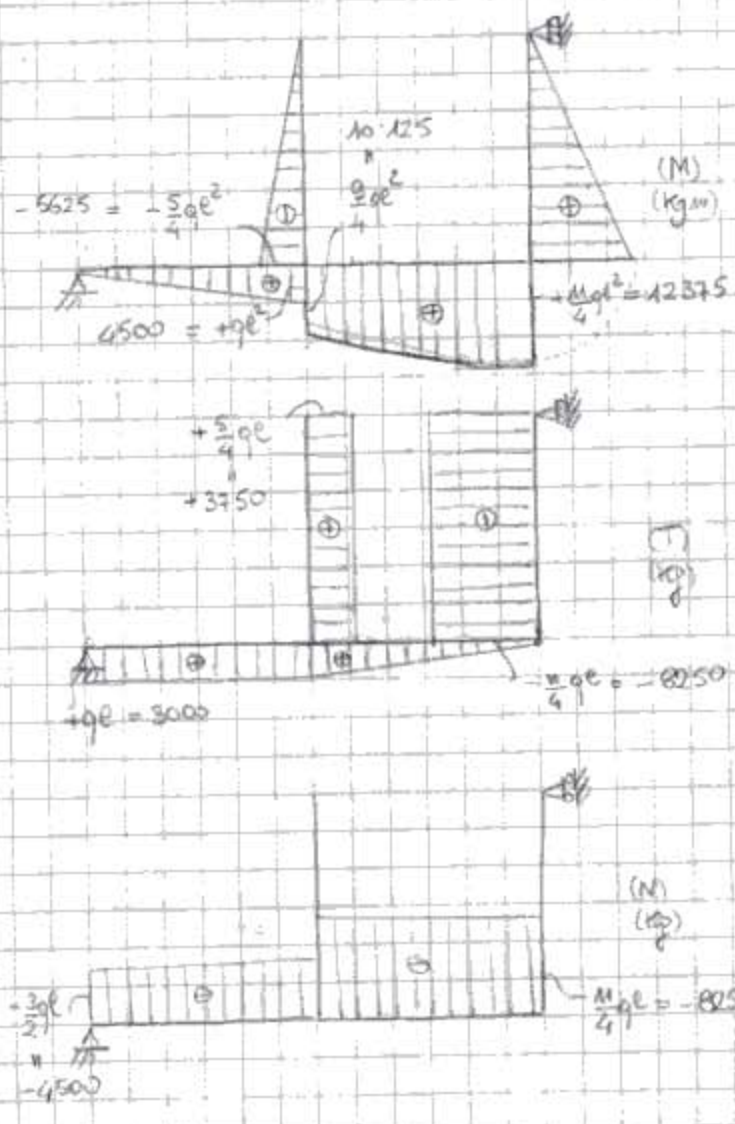 10.125
"
9/4 ql²
(M)
(kgm)
-5625 = -5/4 ql²
4500 = +ql²
+11/4 ql² = 12375
+5/4 ql
"
+3750
(T)
(kg)
+ql = 3000
-11/4 ql = -8250
(N)
(kg)
-3/2 ql
"
-4500
11/4 ql = -825